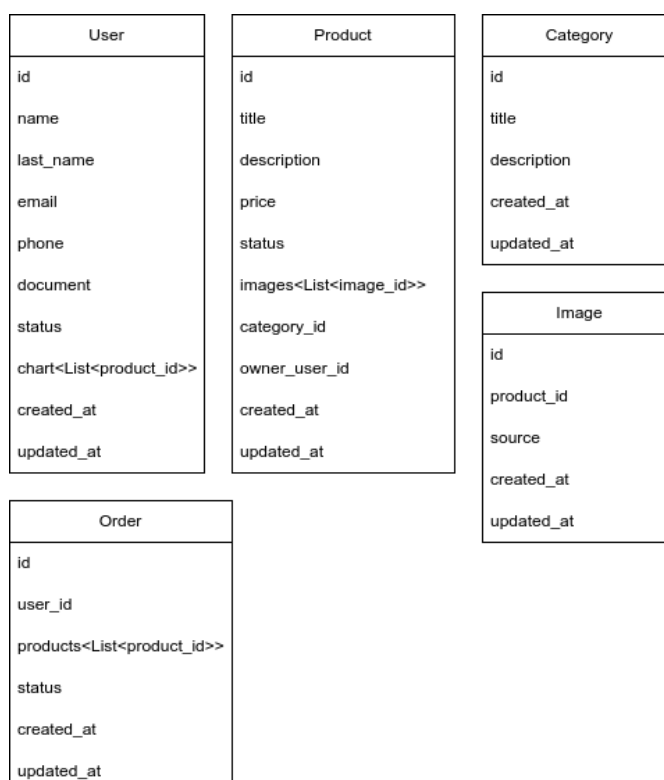 User
id
name
last_name
email
phone
document
status
chart<List<product_id>>
created_at
updated_at
Product
id
title
description
price
status
images<List<image_id>>
category_id
owner_user_id
created_at
updated_at
Category
id
title
description
created_at
updated_at
Image
id
product_id
source
created_at
updated_at
Order
id
user_id
products<List<product_id>>
status
created_at
updated_at